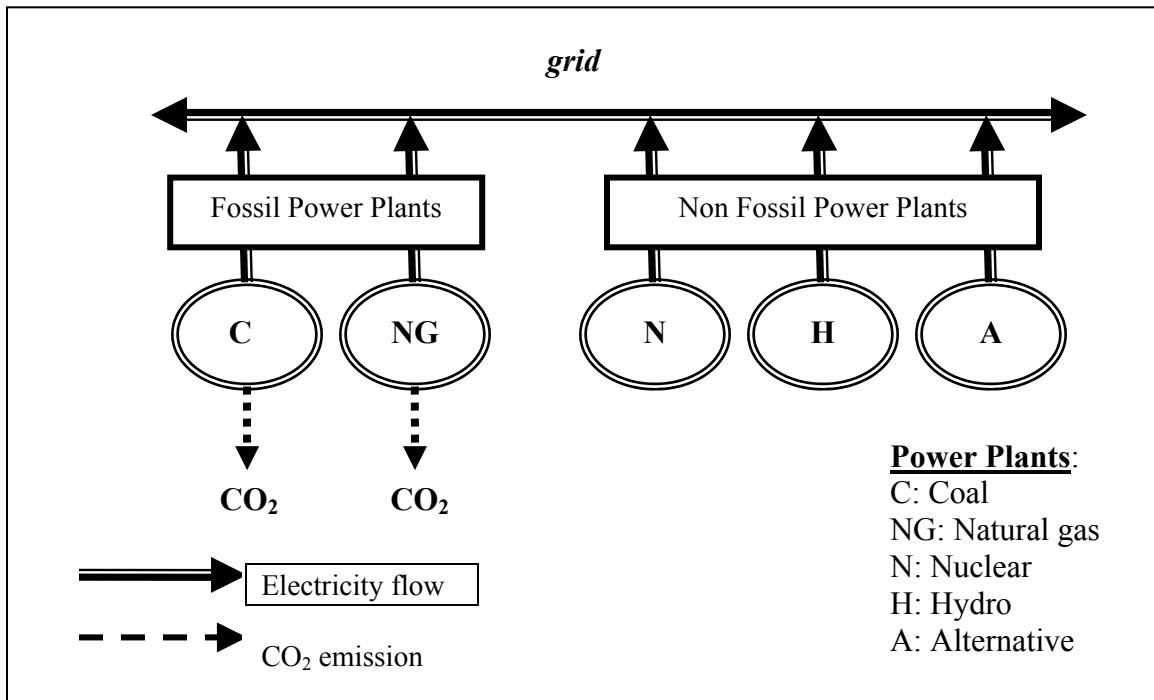 grid
Fossil Power Plants
Non Fossil Power Plants
C
NG
N
H
A
CO₂
CO₂
Power Plants:
C: Coal
NG: Natural gas
N: Nuclear
H: Hydro
A: Alternative
Electricity flow
CO₂ emission